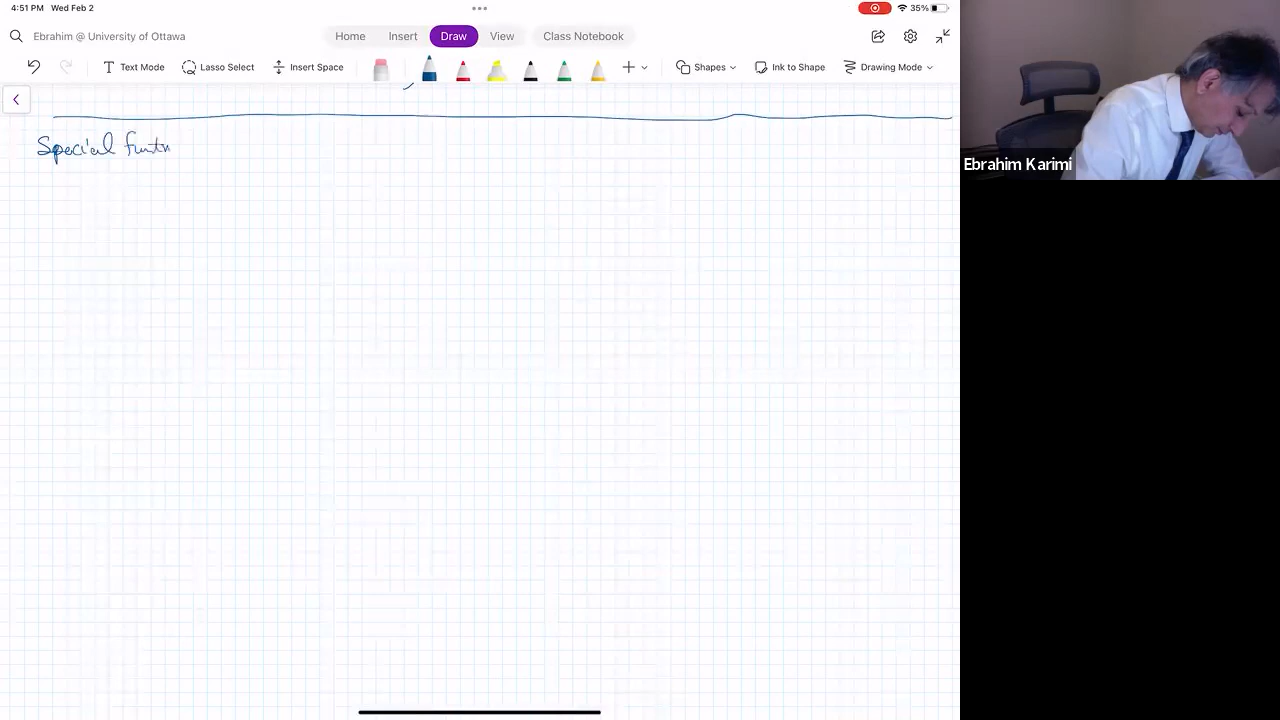 4:51 PM Wed Feb 2
35%
Ebrahim @ University of Ottawa
Home Insert Draw View Class Notebook
Text Mode Lasso Select Insert Space Shapes Ink to Shape Drawing Mode
Special
Ebrahim Karimi